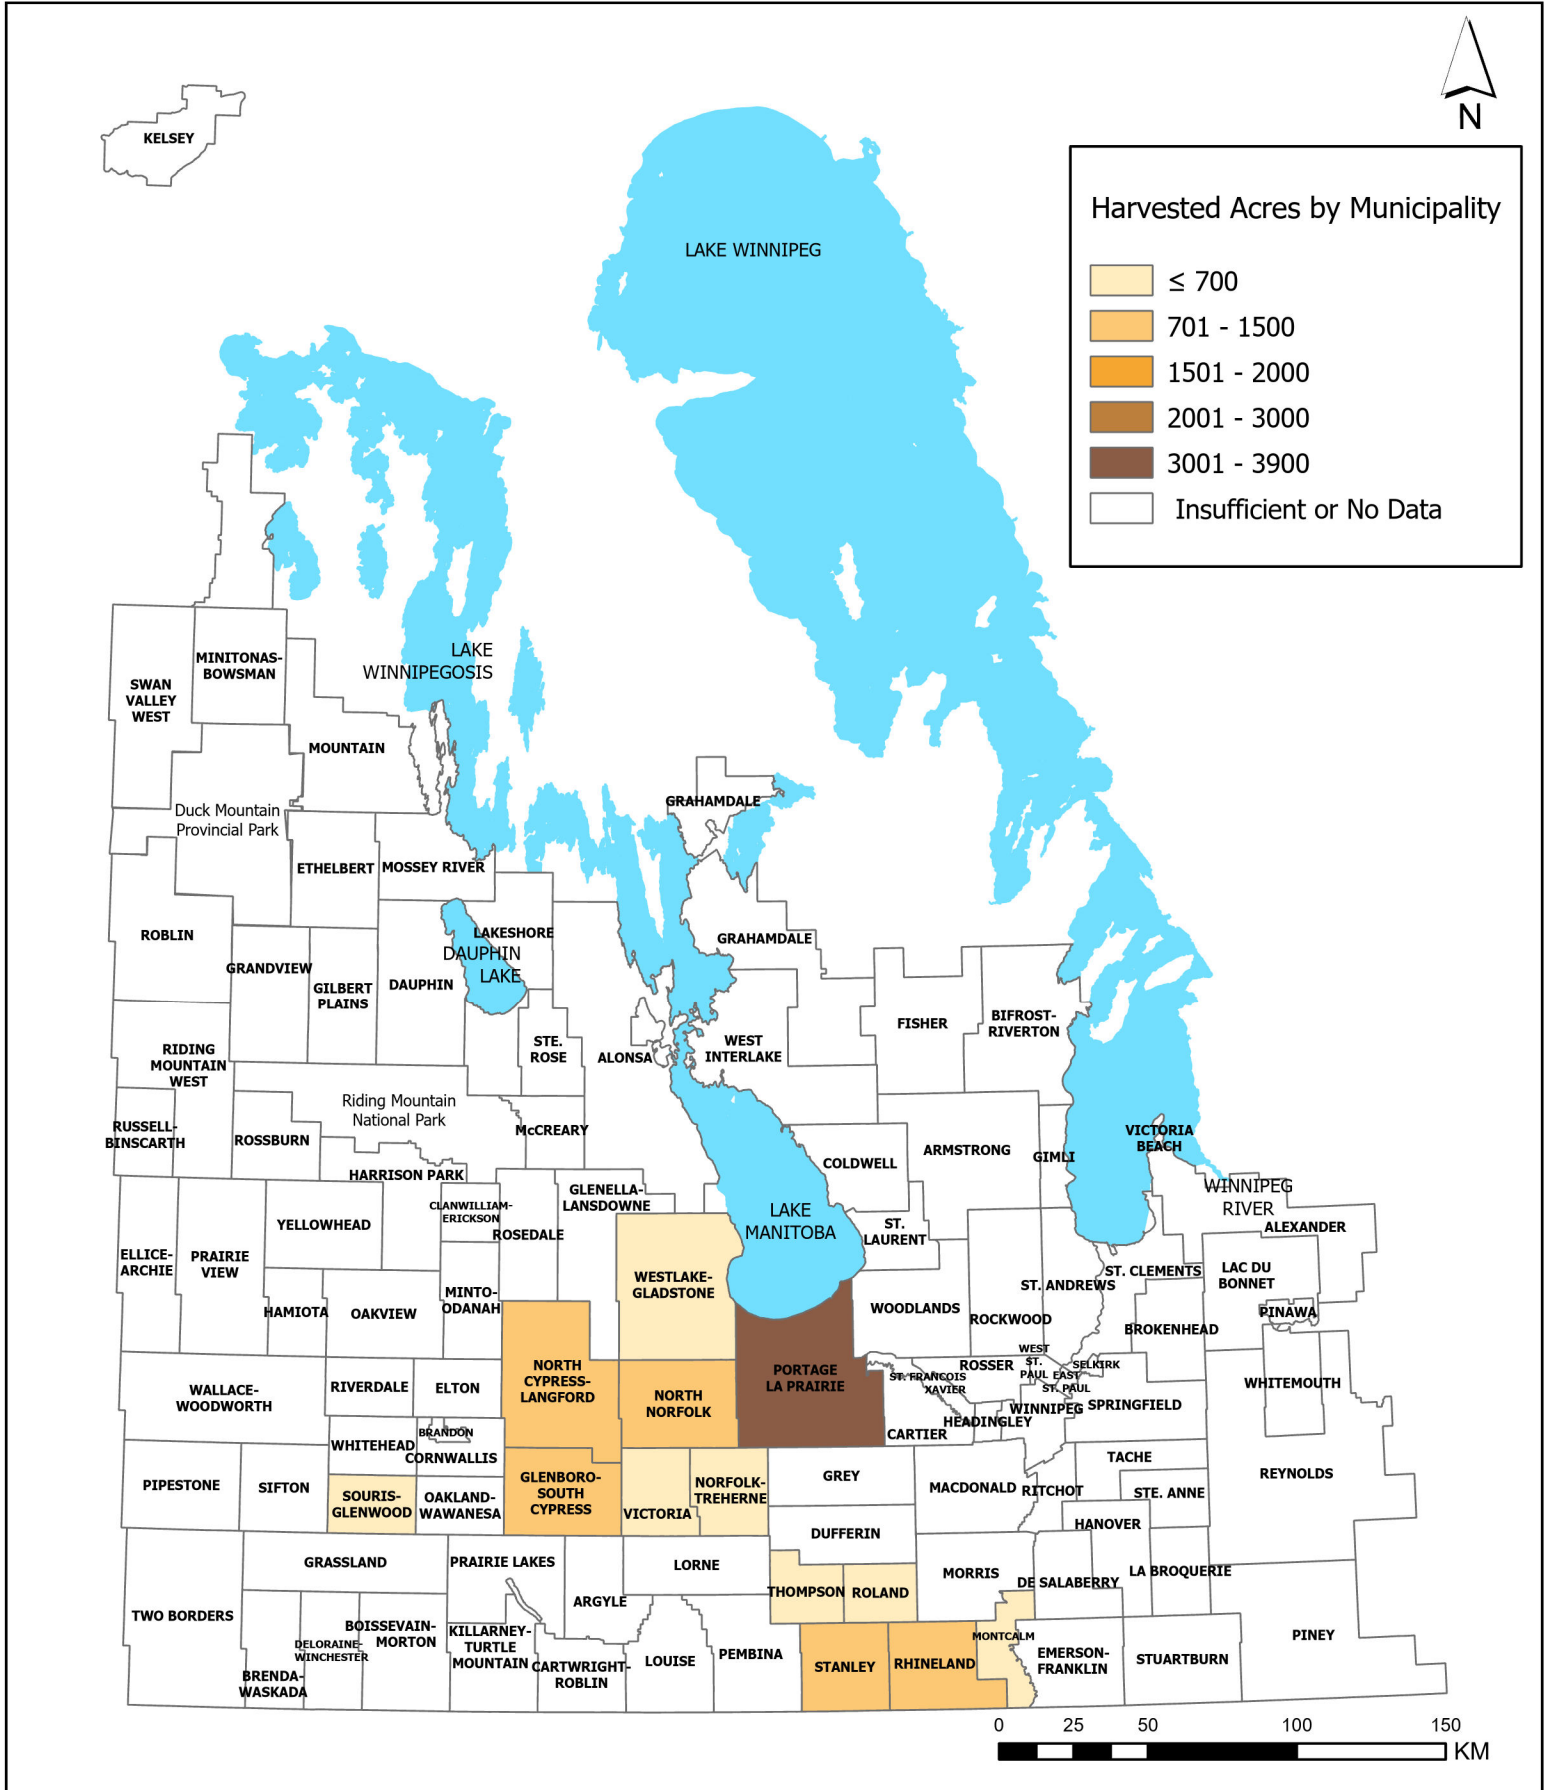 N
KELSEY
Harvested Acres by Municipality
≤ 700
701 - 1500
1501 - 2000
2001 - 3000
3001 - 3900
Insufficient or No Data
LAKE WINNIPEG
LAKE
WINNIPEGOSIS
MINITONAS-
BOWSMAN
SWAN
VALLEY
WEST
MOUNTAIN
Duck Mountain
Provincial Park
GRAHAMDALE
ETHELBERT
MOSSEY RIVER
ROBLIN
LAKESHORE
DAUPHIN
LAKE
GRAHAMDALE
GRANDVIEW
GILBERT
PLAINS
DAUPHIN
FISHER
BIFROST-
RIVERTON
STE.
ROSE
ALONSA
WEST
INTERLAKE
RIDING
MOUNTAIN
WEST
Riding Mountain
National Park
RUSSELL-
BINSCARTH
ROSSBURN
McCREARY
VICTORIA
BEACH
ARMSTRONG
GIMLI
COLDWELL
HARRISON PARK
GLENELLA-
LANSDOWNE
WINNIPEG
RIVER
ALEXANDER
CLANWILLIAM-
ERICKSON
YELLOWHEAD
ROSEDALE
LAKE
MANITOBA
ST.
LAURENT
ELLICE-
ARCHIE
PRAIRIE
VIEW
WESTLAKE-
GLADSTONE
ST. ANDREWS
ST. CLEMENTS
LAC DU
BONNET
MINTO-
ODANAH
HAMIOTA
OAKVIEW
WOODLANDS
ROCKWOOD
PINAWA
BROKENHEAD
NORTH
CYPRESS-
LANGFORD
PORTAGE
LA PRAIRIE
ST. FRANCOIS
XAVIER
ROSSER
WEST
ST.
PAUL
EAST
ST. PAUL
SELKIRK
WHITEMOUTH
WALLACE-
WOODWORTH
RIVERDALE
ELTON
NORTH
NORFOLK
WINNIPEG
SPRINGFIELD
HEADINGLEY
CARTIER
BRANDON
WHITEHEAD
CORNWALLIS
TACHE
REYNOLDS
PIPESTONE
SIFTON
GLENBORO-
SOUTH
CYPRESS
NORFOLK-
TREHERNE
GREY
MACDONALD
RITCHOT
STE. ANNE
SOURIS-
GLENWOOD
OAKLAND-
WAWANESA
VICTORIA
HANOVER
DUFFERIN
GRASSLAND
PRAIRIE LAKES
LORNE
MORRIS
DE SALABERRY
LA BROQUERIE
THOMPSON
ROLAND
ARGYLE
TWO BORDERS
BOISSEVAIN-
MORTON
DELORAINE-
WINCHESTER
KILLARNEY-
TURTLE
MOUNTAIN
MONTCALM
PINEY
BRENDA-
WASKADA
CARTWRIGHT-
ROBLIN
LOUISE
PEMBINA
STANLEY
RHINELAND
EMERSON-
FRANKLIN
STUARTBURN
0 25 50 100 150
KM